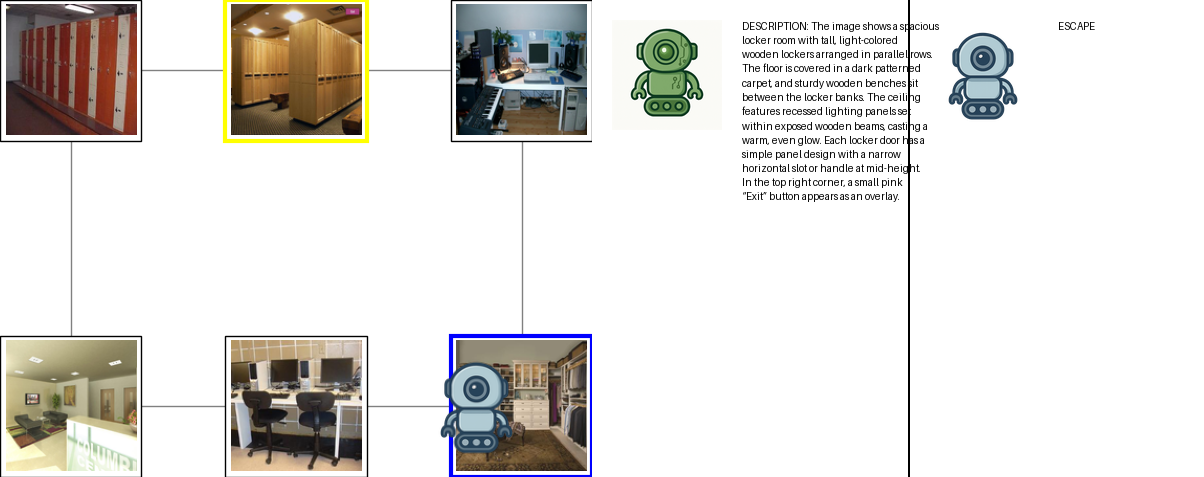 DESCRIPTION: The image shows a spacious
locker room with tall, light-colored
wooden lockers arranged in parallel rows.
The floor is covered in a dark patterned
carpet, and sturdy wooden benches sit
between the locker banks. The ceiling
features recessed lighting panels set
within exposed wooden beams, casting a
warm, even glow. Each locker door has a
simple panel design with a narrow
horizontal slot or handle at mid-height.
In the top right corner, a small pink
“Exit” button appears as an overlay.
ESCAPE